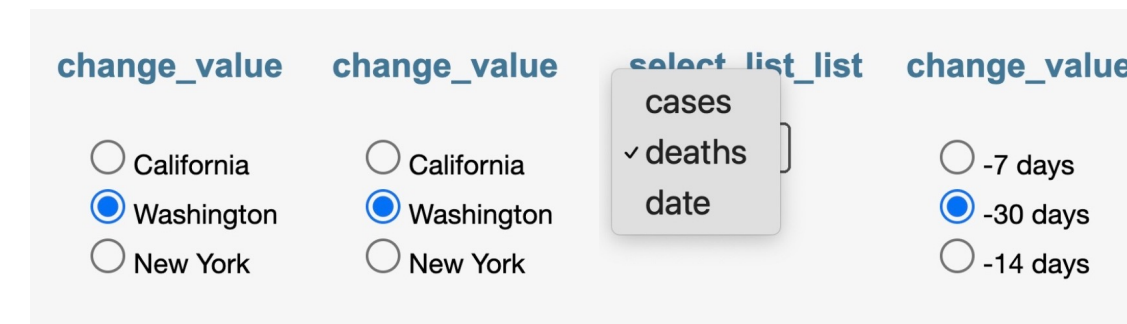 change_value
California
Washington
New York
change_value
California
Washington
New York
select_list_list
cases
deaths
date
change_value
-7 days
-30 days
-14 days